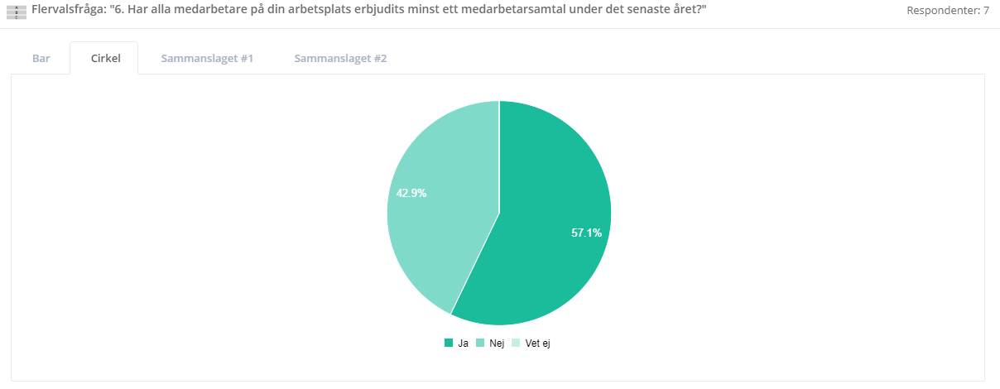 Flervalsfråga: "6. Har alla medarbetare på din arbetsplats erbjudits minst ett medarbetarsamtal under det senaste året?" Respondenter: 7
Bar Cirkel Sammanslaget #1 Sammanslaget #2
42.9%
57.1%
Ja Nej Vet ej